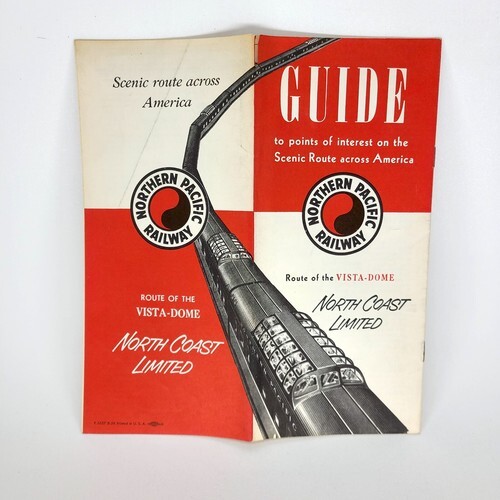 Scenic route across
America
NORTHERN PACIFIC
RAILWAY
ROUTE OF THE
VISTA-DOME
NORTH COAST
LIMITED
GUIDE
to points of interest on the
Scenic Route across America
NORTHERN PACIFIC
RAILWAY
Route of the VISTA-DOME
NORTH COAST
LIMITED